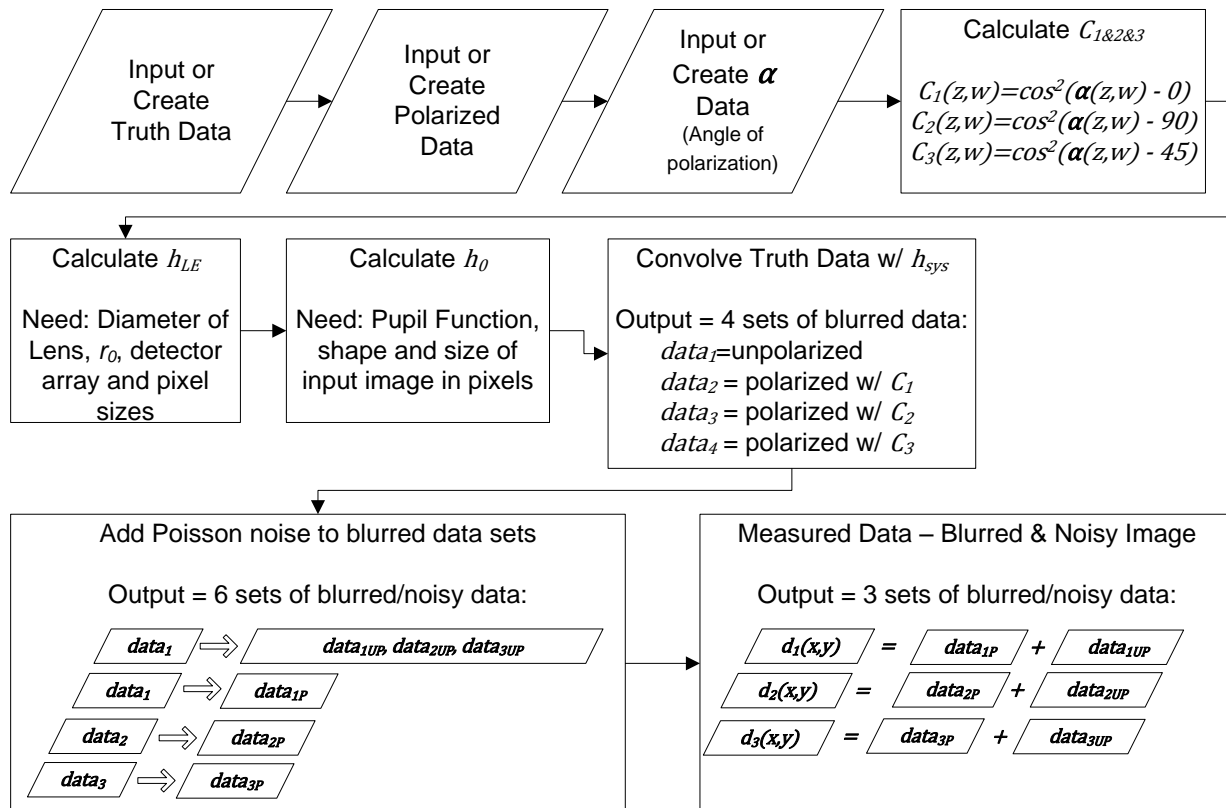 Input or
Create
Truth Data
Input or
Create
Polarized
Data
Input or
Create α
Data
(Angle of
polarization)
Calculate C1&2&3
C1(z,w)=cos²(α(z,w) - 0)
C2(z,w)=cos²(α(z,w) - 90)
C3(z,w)=cos²(α(z,w) - 45)
Calculate hLE
Need: Diameter of
Lens, r0, detector
array and pixel
sizes
Calculate h0
Need: Pupil Function,
shape and size of
input image in pixels
Convolve Truth Data w/ hsys
Output = 4 sets of blurred data:
data1=unpolarized
data2 = polarized w/ C1
data3 = polarized w/ C2
data4 = polarized w/ C3
Add Poisson noise to blurred data sets
Output = 6 sets of blurred/noisy data:
data1 ⇒ data1UP, data2UP, data3UP
data1 ⇒ data1P
data2 ⇒ data2P
data3 ⇒ data3P
Measured Data – Blurred & Noisy Image
Output = 3 sets of blurred/noisy data:
d1(x,y) = data1P + data1UP
d2(x,y) = data2P + data2UP
d3(x,y) = data3P + data3UP